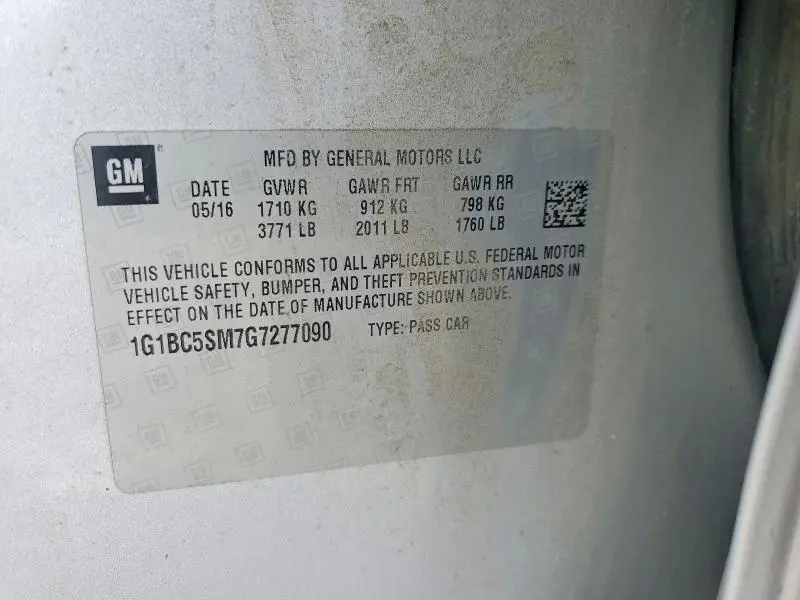 GM
MFD BY GENERAL MOTORS LLC
DATE GVWR GAWR FRT GAWR RR
05/16 1710 KG 912 KG 798 KG
3771 LB 2011 LB 1760 LB
THIS VEHICLE CONFORMS TO ALL APPLICABLE U.S. FEDERAL MOTOR
VEHICLE SAFETY, BUMPER, AND THEFT PREVENTION STANDARDS IN
EFFECT ON THE DATE OF MANUFACTURE SHOWN ABOVE.
1G1BC5SM7G7277090 TYPE: PASS CAR